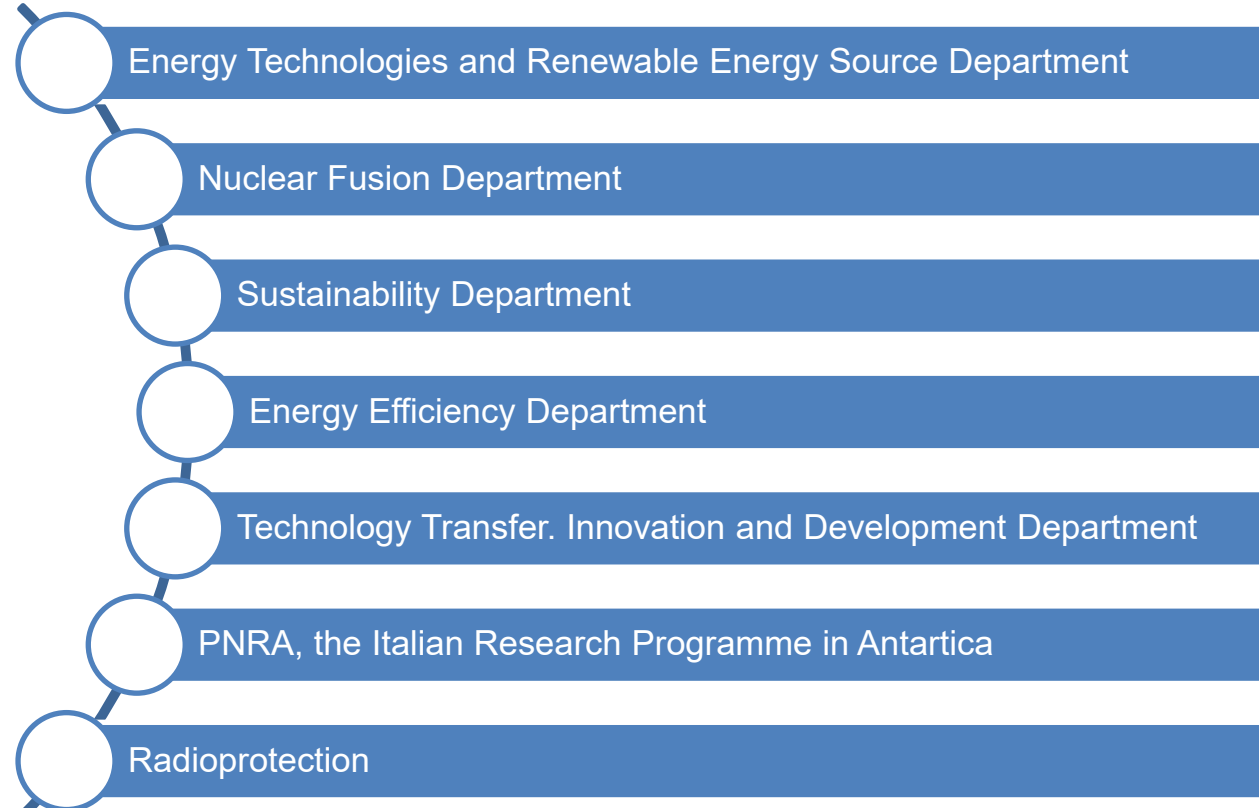 Energy Technologies and Renewable Energy Source Department
Nuclear Fusion Department
Sustainability Department
Energy Efficiency Department
Technology Transfer. Innovation and Development Department
PNRA, the Italian Research Programme in Antartica
Radioprotection